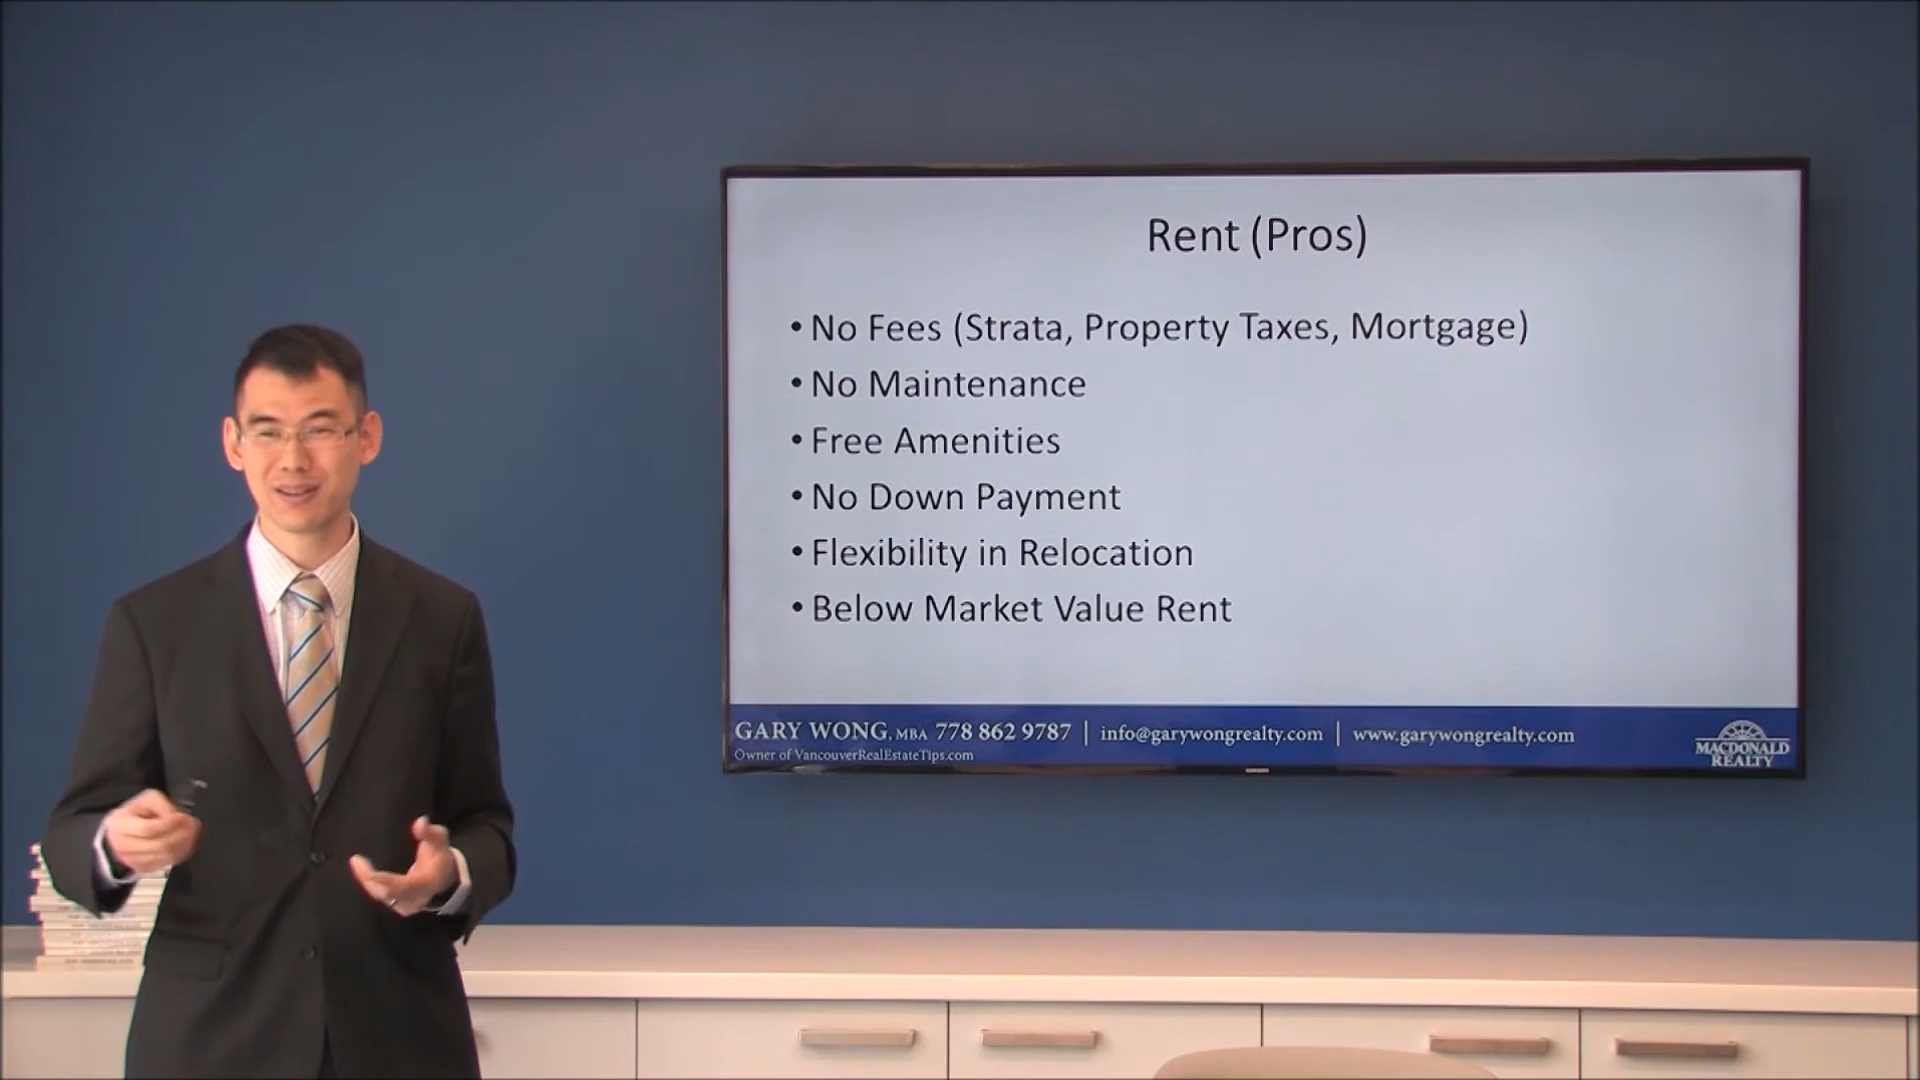 Rent (Pros)
• No Fees (Strata, Property Taxes, Mortgage)
• No Maintenance
• Free Amenities
• No Down Payment
• Flexibility in Relocation
• Below Market Value Rent
GARY WONG, MBA 778 862 9787 | info@garywongrealty.com | www.garywongrealty.com
Owner of VancouverRealEstateTips.com
MACDONALD
REALTY